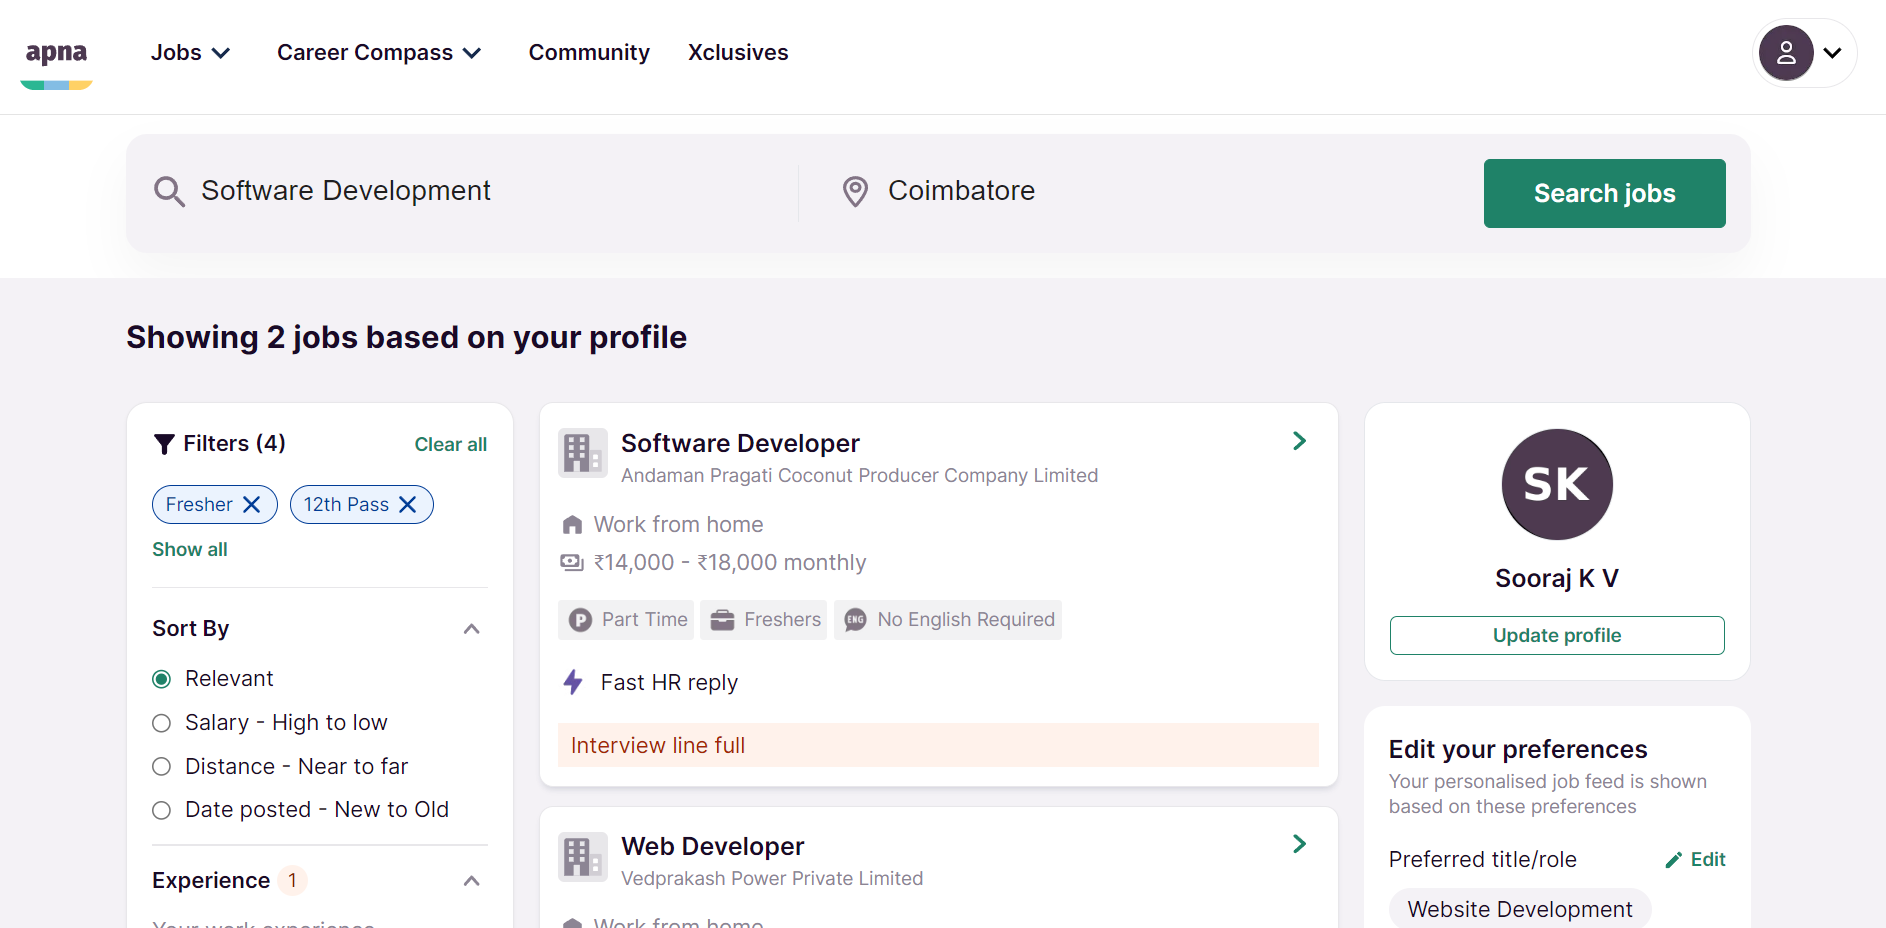 apna
Jobs
Career Compass
Community
Xclusives
Software Development
Coimbatore
Search jobs
Showing 2 jobs based on your profile
Filters (4)
Clear all
Fresher
12th Pass
Show all
Sort By
Relevant
Salary - High to low
Distance - Near to far
Date posted - New to Old
Experience 1
Your work experience
Software Developer
Andaman Pragati Coconut Producer Company Limited
Work from home
₹14,000 - ₹18,000 monthly
P Part Time
Freshers
ENG No English Required
Fast HR reply
Interview line full
Web Developer
Vedprakash Power Private Limited
Work from home
SK
Sooraj K V
Update profile
Edit your preferences
Your personalised job feed is shown
based on these preferences
Preferred title/role
Edit
Website Development